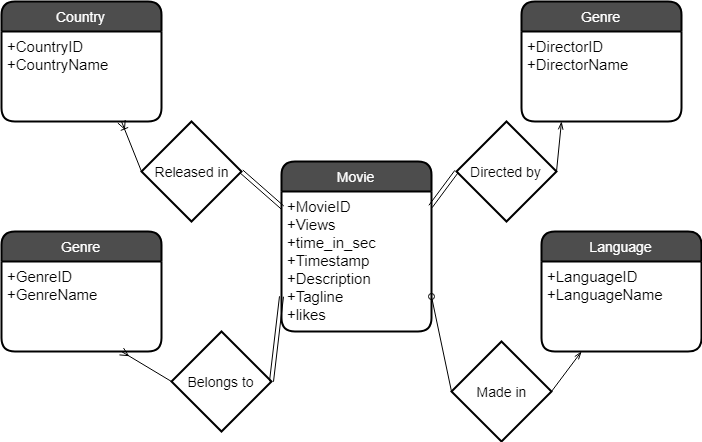 Country
+CountryID
+CountryName
Genre
+DirectorID
+DirectorName
Released in
Directed by
Movie
+MovieID
+Views
+time_in_sec
+Timestamp
+Description
+Tagline
+likes
Genre
+GenreID
+GenreName
Language
+LanguageID
+LanguageName
Belongs to
Made in